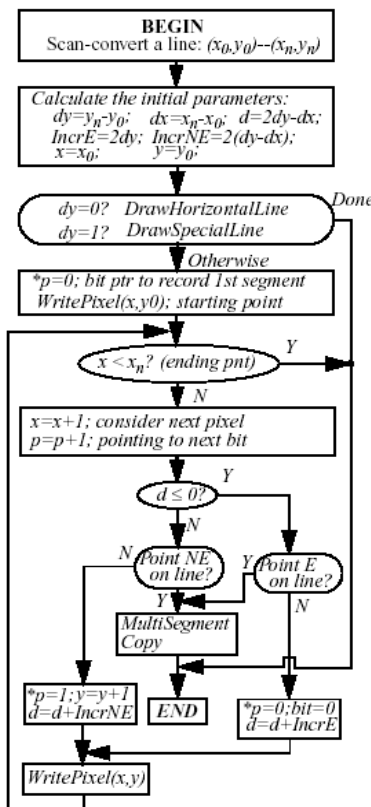 BEGIN
Scan-convert a line: (x0,y0)--(xn,yn)
Calculate the initial parameters:
dy=yn-y0; dx=xn-x0; d=2dy-dx;
IncrE=2dy; IncrNE=2(dy-dx);
x=x0; y=y0;
Done
dy=0? DrawHorizontalLine
dy=1? DrawSpecialLine
Otherwise
*p=0; bit ptr to record 1st segment
WritePixel(x,y0); starting point
x < xn? (ending pnt)
Y
N
x=x+1; consider next pixel
p=p+1; pointing to next bit
d ≤ 0?
Y
N
N
Point NE
on line?
Y
Y
Point E
on line?
N
MultiSegment
Copy
*p=1;y=y+1
d=d+IncrNE
END
*p=0;bit=0
d=d+IncrE
WritePixel(x,y)